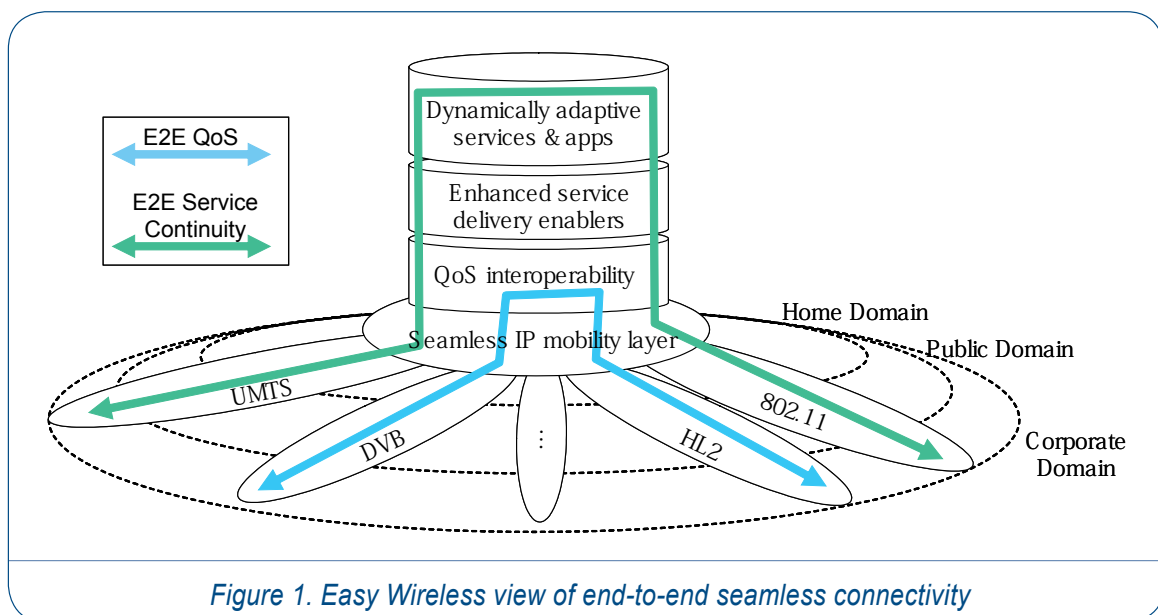 Dynamically adaptive
services & apps
E2E QoS
Enhanced service
delivery enablers
E2E Service
Continuity
QoS interoperability
Home Domain
Seamless IP mobility layer
Public Domain
UMTS
802.11
DVB
...
HL2
Corporate
Domain
Figure 1. Easy Wireless view of end-to-end seamless connectivity